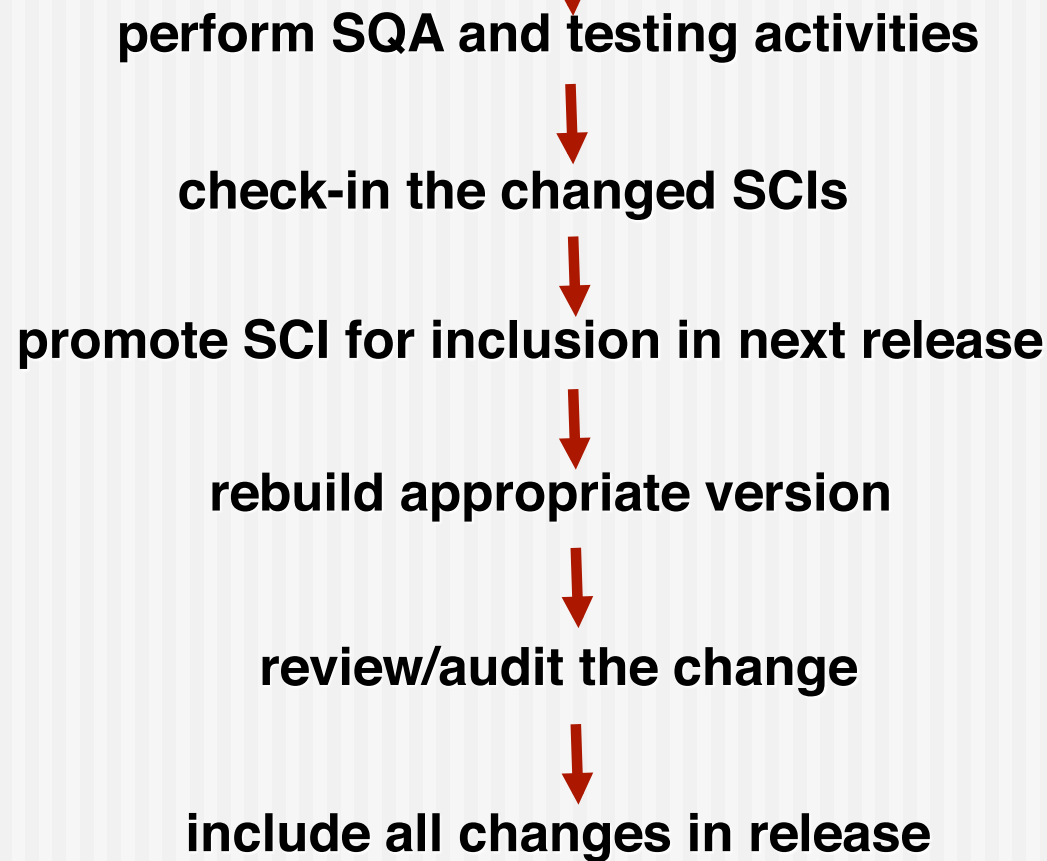 perform SQA and testing activities
check-in the changed SCIs
promote SCI for inclusion in next release
rebuild appropriate version
review/audit the change
include all changes in release